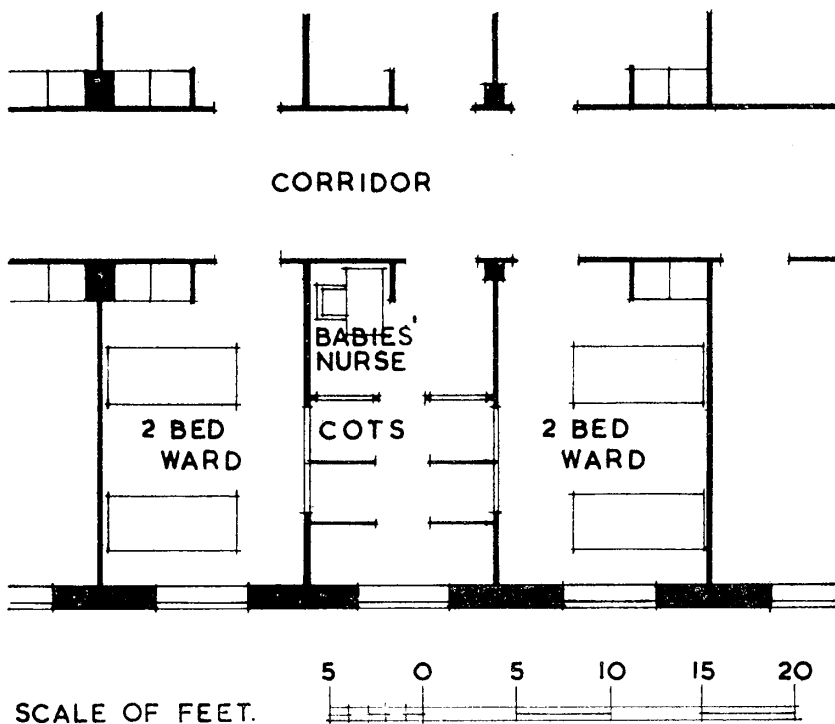 CORRIDOR
BABIES'
NURSE
2 BED
WARD
COTS
2 BED
WARD
5 0 5 10 15 20
SCALE OF FEET.